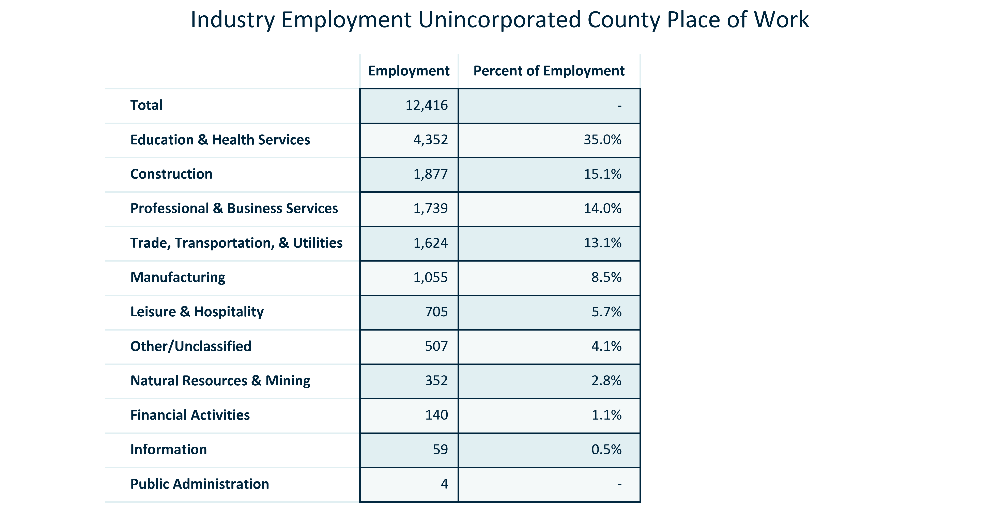 Industry Employment Unincorporated County Place of Work
Employment Percent of Employment
Total 12,416 -
Education & Health Services 4,352 35.0%
Construction 1,877 15.1%
Professional & Business Services 1,739 14.0%
Trade, Transportation, & Utilities 1,624 13.1%
Manufacturing 1,055 8.5%
Leisure & Hospitality 705 5.7%
Other/Unclassified 507 4.1%
Natural Resources & Mining 352 2.8%
Financial Activities 140 1.1%
Information 59 0.5%
Public Administration 4 -